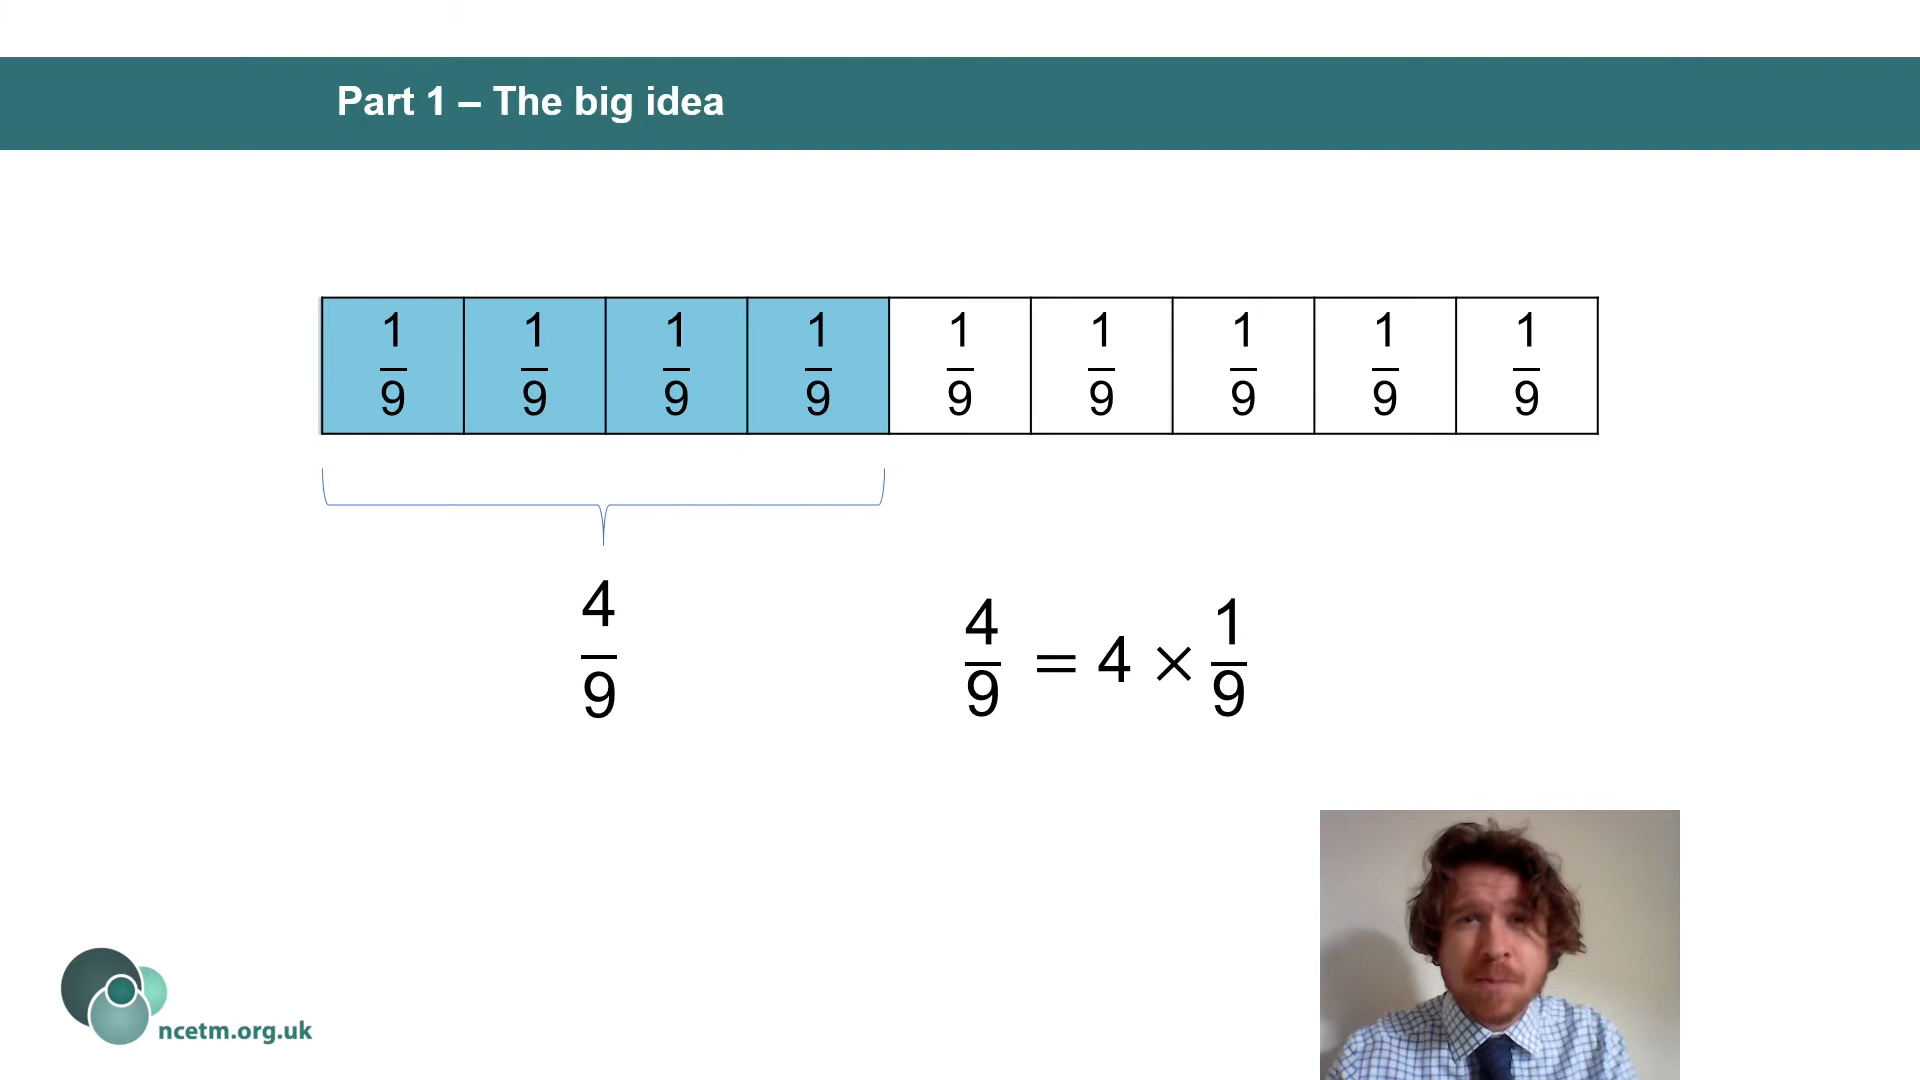 Part 1 – The big idea
1/9 1/9 1/9 1/9 1/9 1/9 1/9 1/9 1/9
4/9
4/9 = 4 × 1/9
ncetm.org.uk